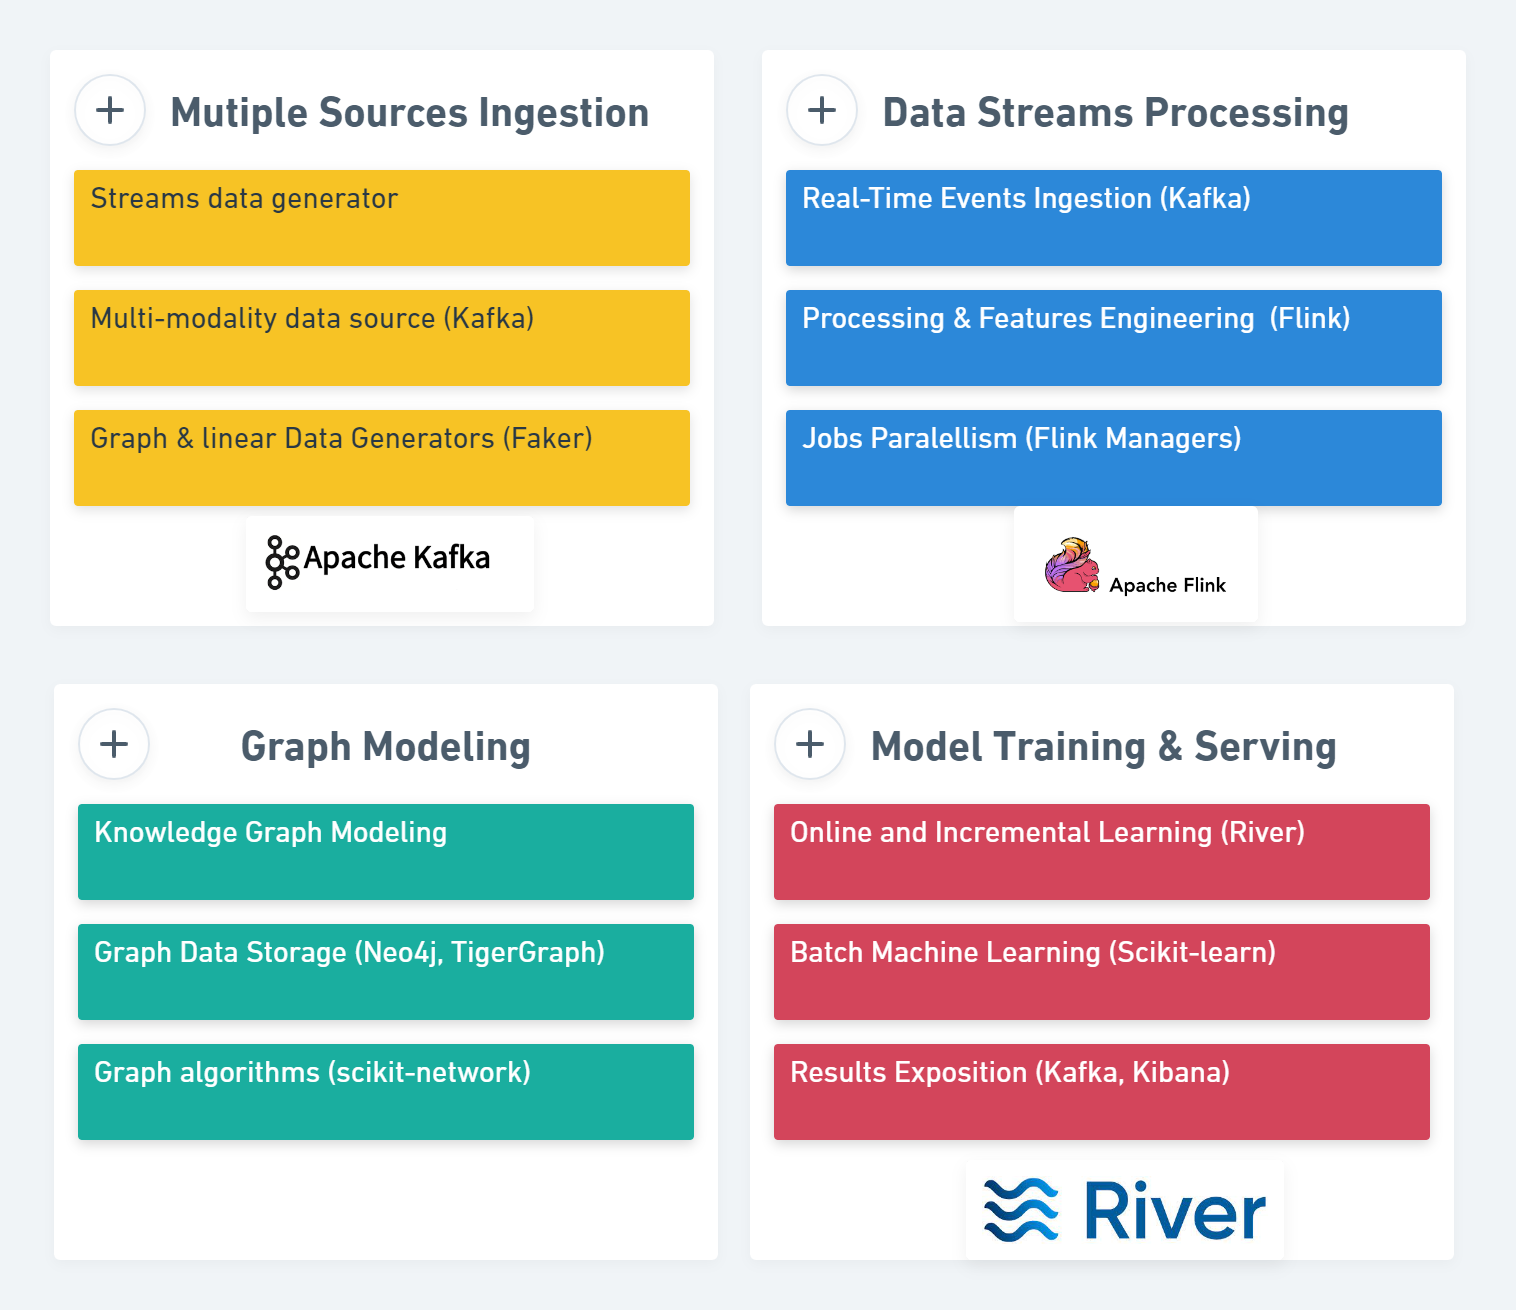 Mutiple Sources Ingestion
Streams data generator
Multi-modality data source (Kafka)
Graph & linear Data Generators (Faker)
Apache Kafka
Data Streams Processing
Real-Time Events Ingestion (Kafka)
Processing & Features Engineering  (Flink)
Jobs Paralellism (Flink Managers)
Apache Flink
Graph Modeling
Knowledge Graph Modeling
Graph Data Storage (Neo4j, TigerGraph)
Graph algorithms (scikit-network)
Model Training & Serving
Online and Incremental Learning (River)
Batch Machine Learning (Scikit-learn)
Results Exposition (Kafka, Kibana)
River